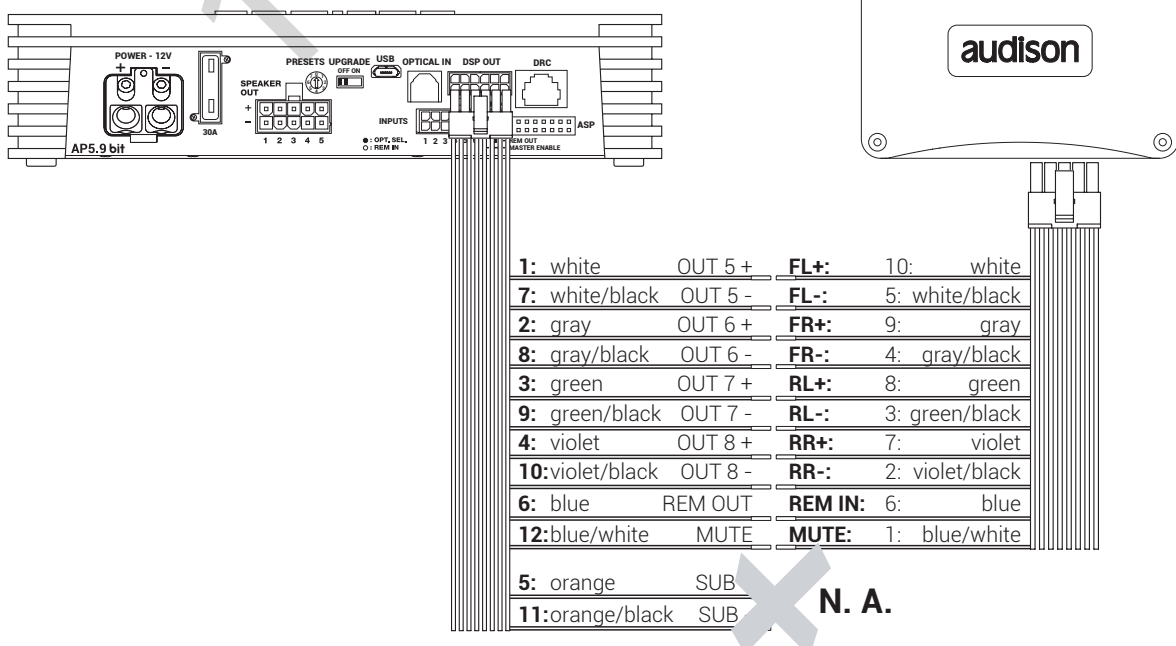 audison
POWER - 12V
+ -
30A
SPEAKER
OUT
+
-
1 2 3 4 5
PRESETS UPGRADE USB OPTICAL IN DSP OUT DRC
OFF ON
INPUTS
1 2 3
ASP
● : OPT. SEL.
○ : REM IN
REM OUT
MASTER ENABLE
AP5.9 bit
1: white OUT 5 + FL+: 10: white
7: white/black OUT 5 - FL-: 5: white/black
2: gray OUT 6 + FR+: 9: gray
8: gray/black OUT 6 - FR-: 4: gray/black
3: green OUT 7 + RL+: 8: green
9: green/black OUT 7 - RL-: 3: green/black
4: violet OUT 8 + RR+: 7: violet
10: violet/black OUT 8 - RR-: 2: violet/black
6: blue REM OUT REM IN: 6: blue
12: blue/white MUTE MUTE: 1: blue/white
5: orange SUB
11: orange/black SUB -
N. A.